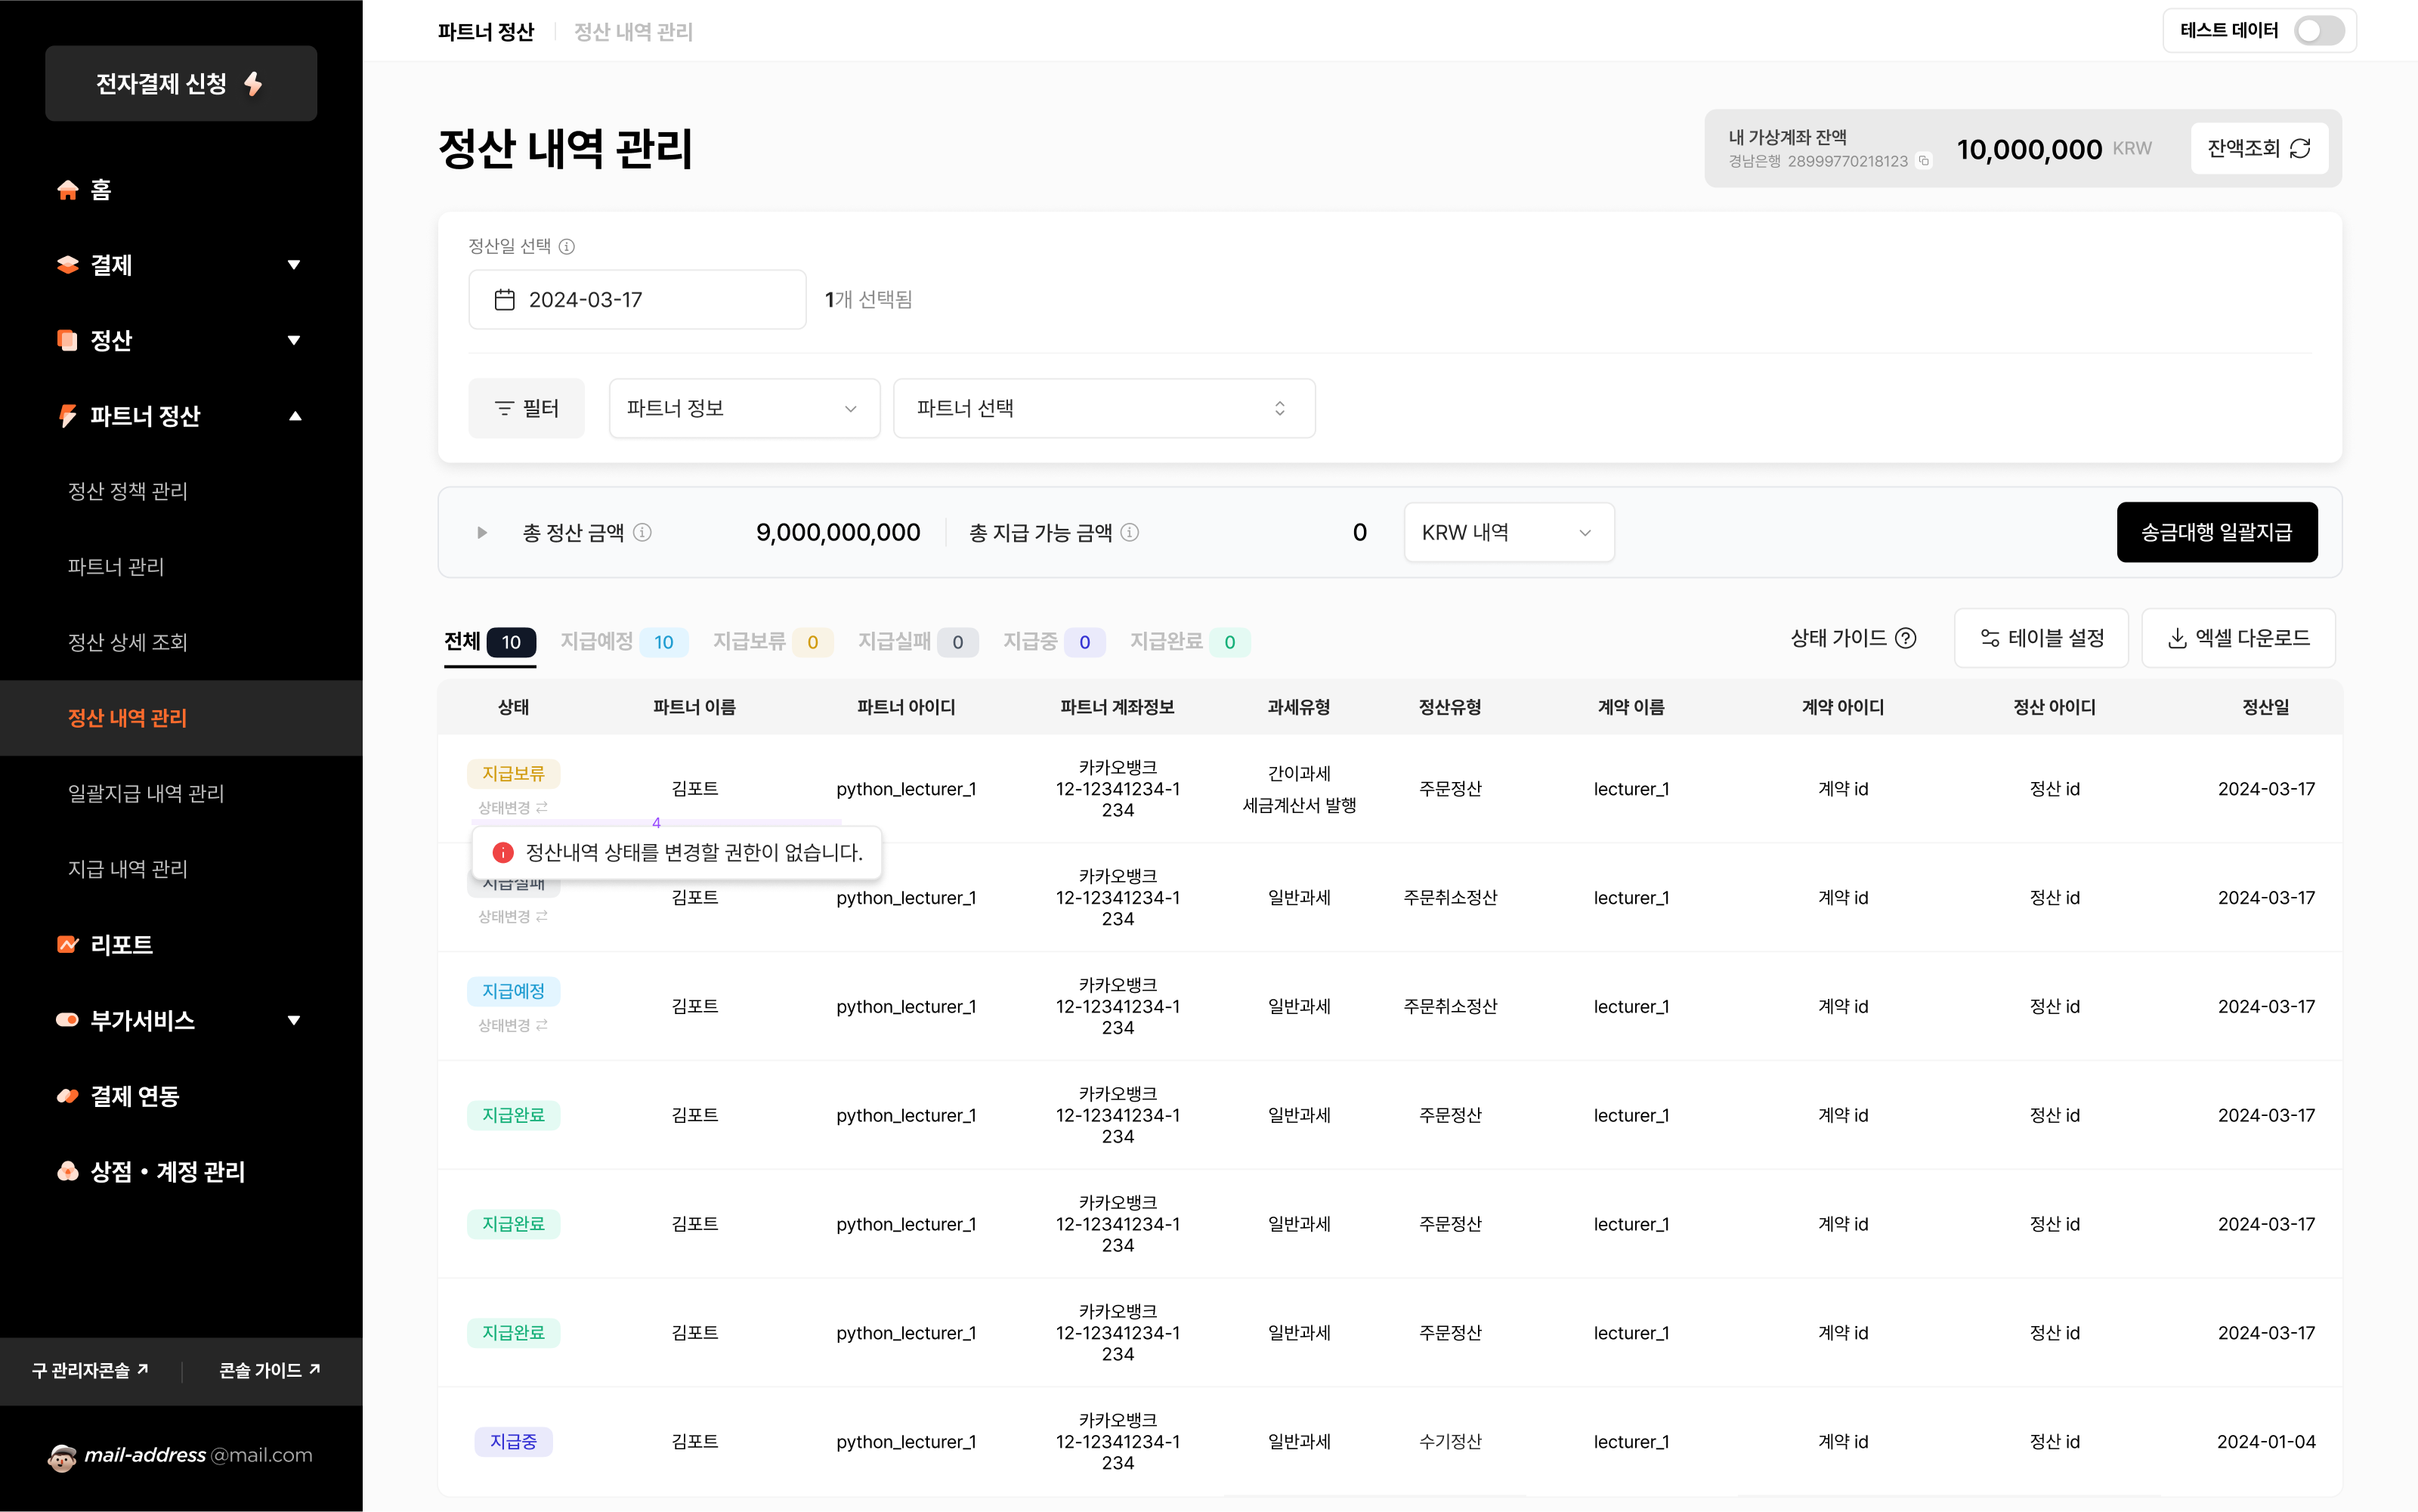 전자결제 신청
홈
결제
정산
파트너 정산
정산 정책 관리
파트너 관리
정산 상세 조회
정산 내역 관리
일괄지급 내역 관리
지급 내역 관리
리포트
부가서비스
결제 연동
상점 • 계정 관리
구 관리자콘솔
콘솔 가이드
mail-address @mail.com
파트너 정산
정산 내역 관리
테스트 데이터
정산 내역 관리
내 가상계좌 잔액
경남은행 28999770218123
10,000,000 KRW
잔액조회
정산일 선택
2024-03-17
1개 선택됨
필터
파트너 정보
파트너 선택
총 정산 금액 9,000,000,000
총 지급 가능 금액 0
KRW 내역
송금대행 일괄지급
전체 10 지급예정 10 지급보류 0 지급실패 0 지급중 0 지급완료 0
상태 가이드
테이블 설정
엑셀 다운로드
상태 파트너 이름 파트너 아이디 파트너 계좌정보 과세유형 정산유형 계약 이름 계약 아이디 정산 아이디 정산일
지급보류
상태변경
김포트
python_lecturer_1
카카오뱅크
12-12341234-1
234
간이과세
세금계산서 발행
주문정산
lecturer_1
계약 id
정산 id
2024-03-17
4
정산내역 상태를 변경할 권한이 없습니다.
지급실패
상태변경
김포트
python_lecturer_1
카카오뱅크
12-12341234-1
234
일반과세
주문취소정산
lecturer_1
계약 id
정산 id
2024-03-17
지급예정
상태변경
김포트
python_lecturer_1
카카오뱅크
12-12341234-1
234
일반과세
주문취소정산
lecturer_1
계약 id
정산 id
2024-03-17
지급완료
김포트
python_lecturer_1
카카오뱅크
12-12341234-1
234
일반과세
주문정산
lecturer_1
계약 id
정산 id
2024-03-17
지급완료
김포트
python_lecturer_1
카카오뱅크
12-12341234-1
234
일반과세
주문정산
lecturer_1
계약 id
정산 id
2024-03-17
지급완료
김포트
python_lecturer_1
카카오뱅크
12-12341234-1
234
일반과세
주문정산
lecturer_1
계약 id
정산 id
2024-03-17
지급중
김포트
python_lecturer_1
카카오뱅크
12-12341234-1
234
일반과세
수기정산
lecturer_1
계약 id
정산 id
2024-01-04